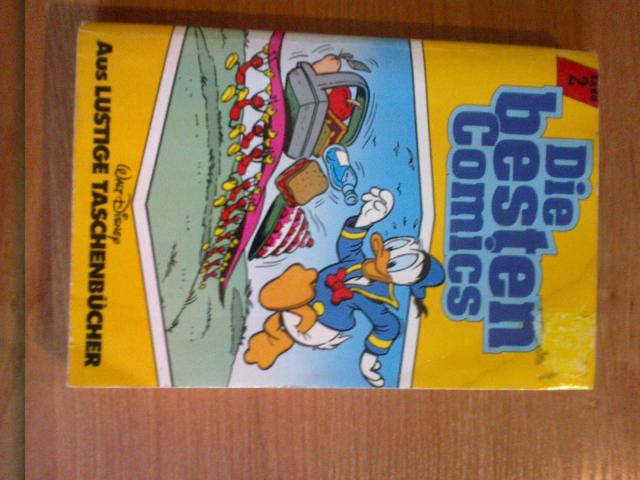 BAND
2
Die
besten
Comics
WALT DISNEY
Aus LUSTIGE TASCHENBÜCHER